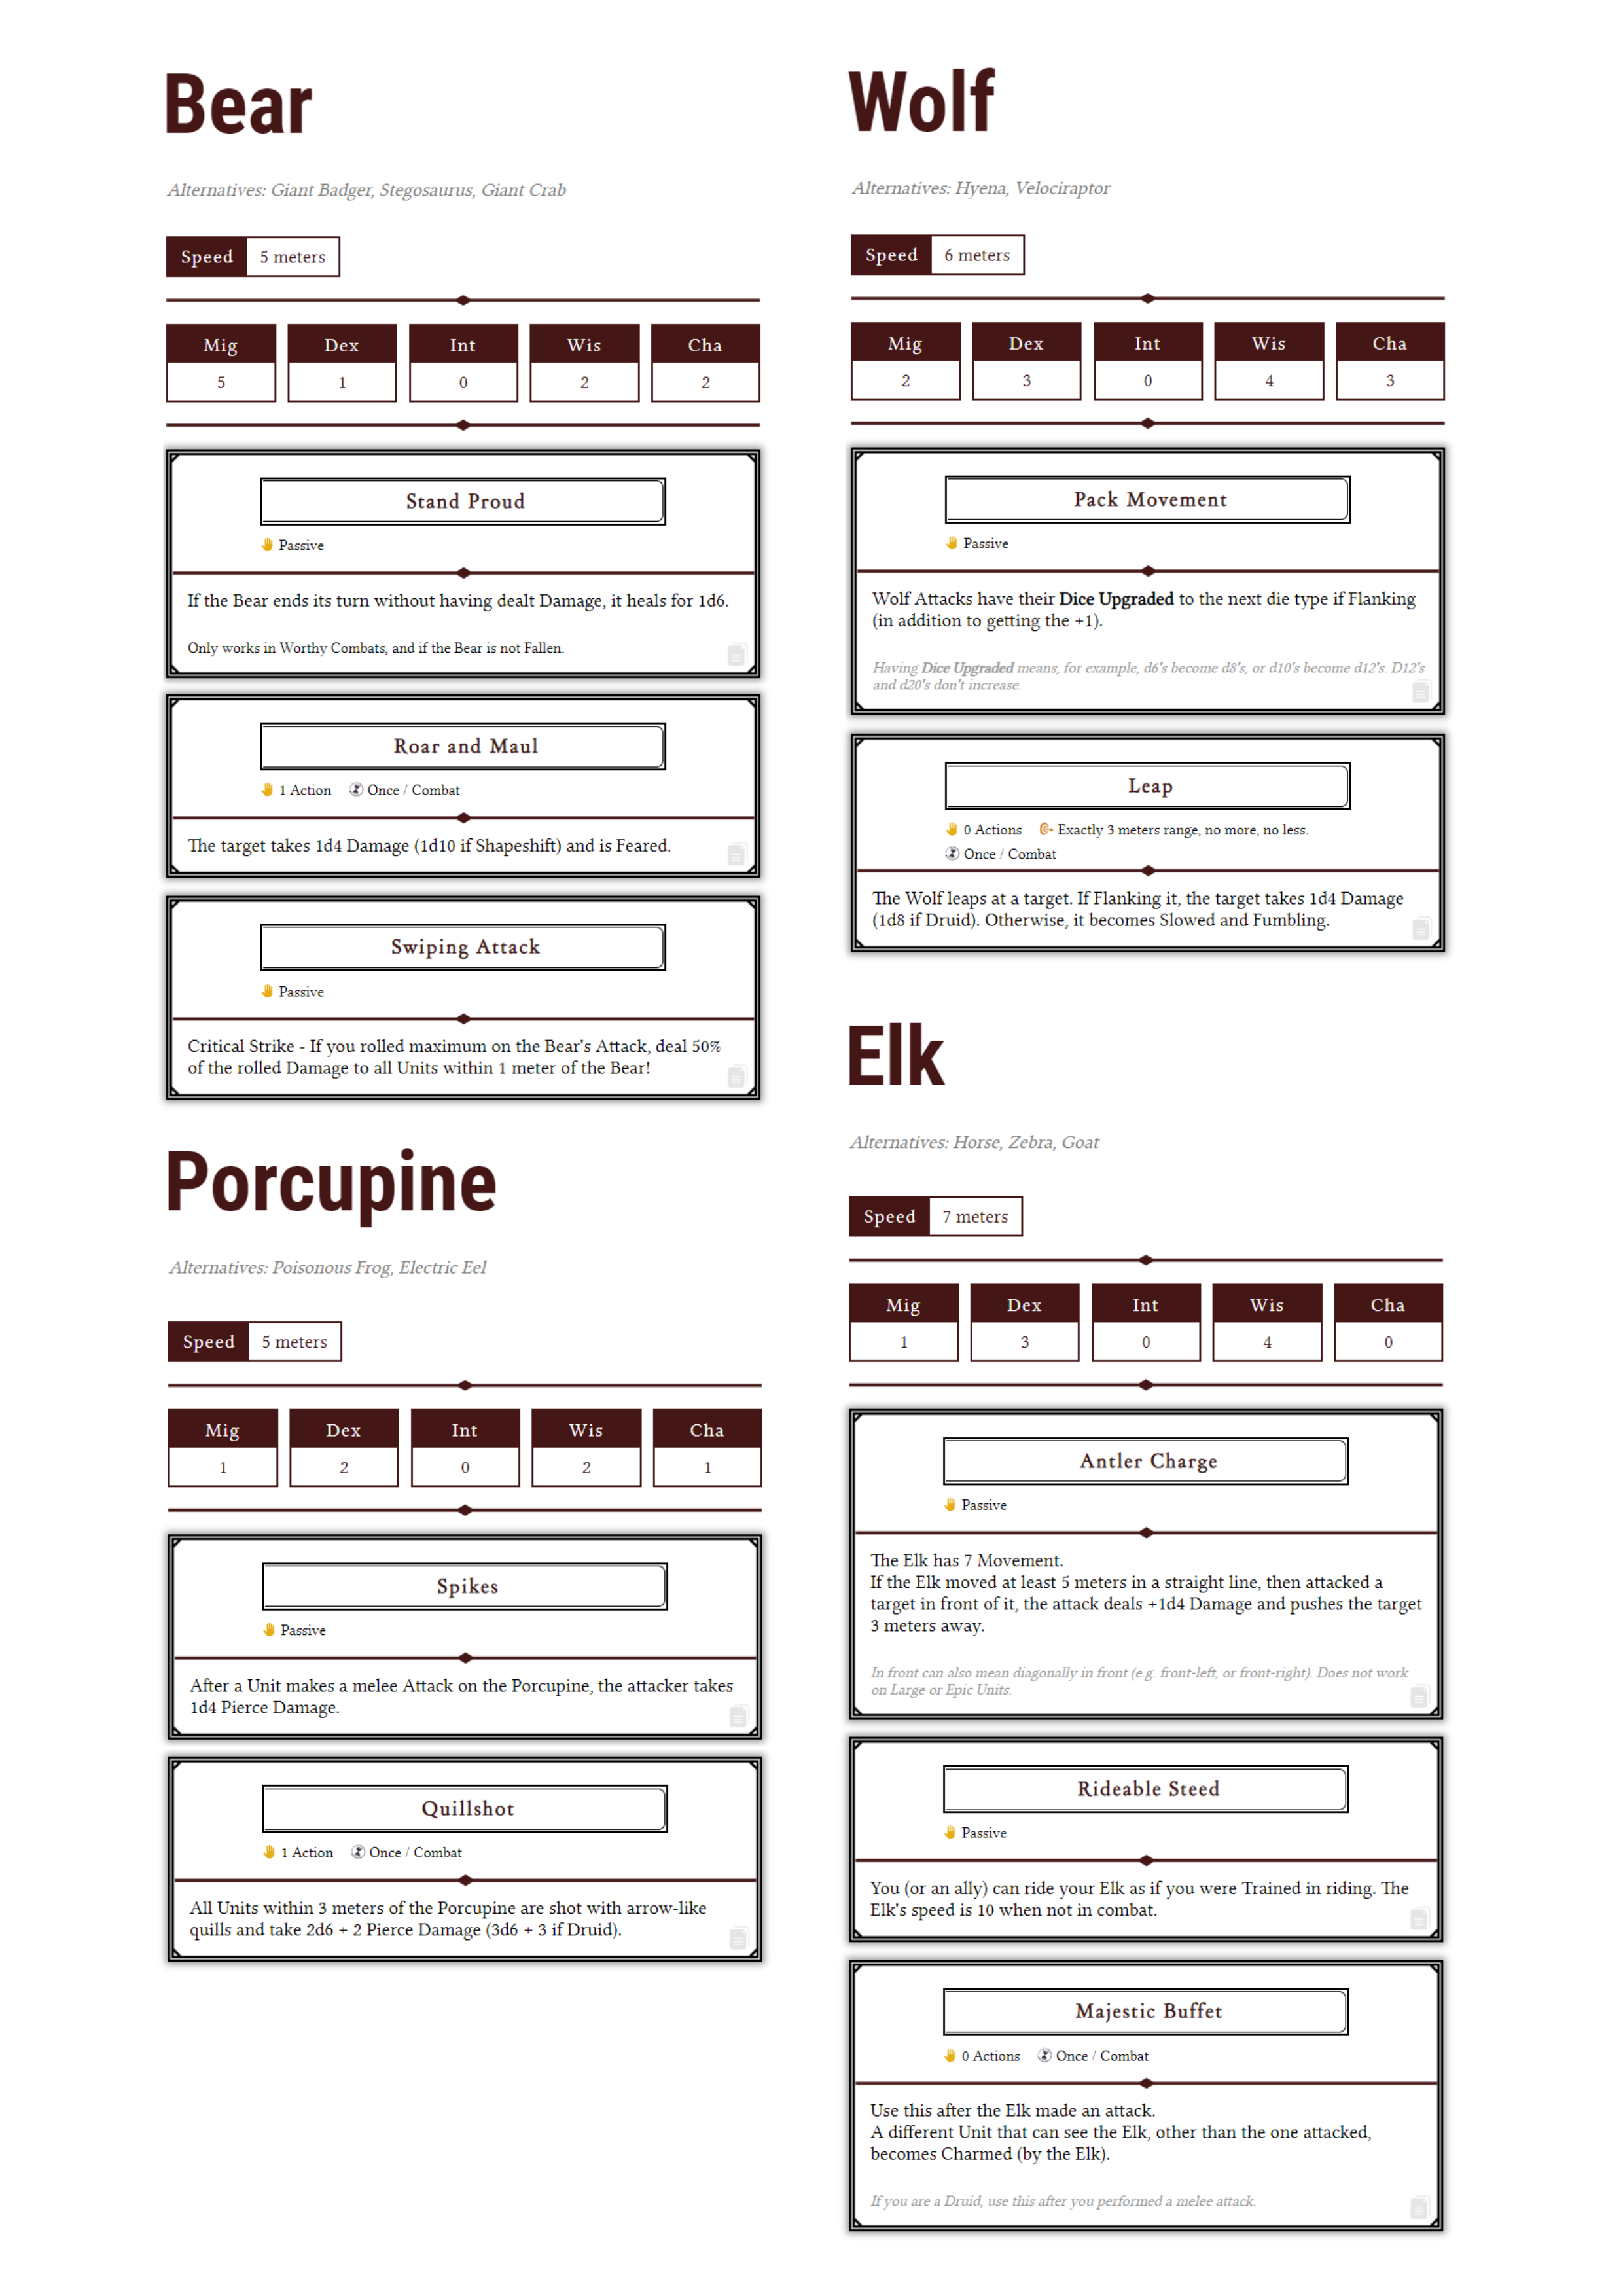 Bear
Alternatives: Giant Badger, Stegosaurus, Giant Crab
Speed 5 meters
Mig Dex Int Wis Cha
5 1 0 2 2
Stand Proud
Passive
If the Bear ends its turn without having dealt Damage, it heals for 1d6.
Only works in Worthy Combats, and if the Bear is not Fallen.
Roar and Maul
1 Action Once / Combat
The target takes 1d4 Damage (1d10 if Shapeshift) and is Feared.
Swiping Attack
Passive
Critical Strike - If you rolled maximum on the Bear's Attack, deal 50%
of the rolled Damage to all Units within 1 meter of the Bear!
Porcupine
Alternatives: Poisonous Frog, Electric Eel
Speed 5 meters
Mig Dex Int Wis Cha
1 2 0 2 1
Spikes
Passive
After a Unit makes a melee Attack on the Porcupine, the attacker takes
1d4 Pierce Damage.
Quillshot
1 Action Once / Combat
All Units within 3 meters of the Porcupine are shot with arrow-like
quills and take 2d6 + 2 Pierce Damage (3d6 + 3 if Druid).
Wolf
Alternatives: Hyena, Velociraptor
Speed 6 meters
Mig Dex Int Wis Cha
2 3 0 4 3
Pack Movement
Passive
Wolf Attacks have their Dice Upgraded to the next die type if Flanking
(in addition to getting the +1).
Having Dice Upgraded means, for example, d6's become d8's, or d10's become d12's. D12's
and d20's don't increase.
Leap
0 Actions Exactly 3 meters range, no more, no less.
Once / Combat
The Wolf leaps at a target. If Flanking it, the target takes 1d4 Damage
(1d8 if Druid). Otherwise, it becomes Slowed and Fumbling.
Elk
Alternatives: Horse, Zebra, Goat
Speed 7 meters
Mig Dex Int Wis Cha
1 3 0 4 0
Antler Charge
Passive
The Elk has 7 Movement.
If the Elk moved at least 5 meters in a straight line, then attacked a
target in front of it, the attack deals +1d4 Damage and pushes the target
3 meters away.
In front can also mean diagonally in front (e.g. front-left, or front-right). Does not work
on Large or Epic Units.
Rideable Steed
Passive
You (or an ally) can ride your Elk as if you were Trained in riding. The
Elk's speed is 10 when not in combat.
Majestic Buffet
0 Actions Once / Combat
Use this after the Elk made an attack.
A different Unit that can see the Elk, other than the one attacked,
becomes Charmed (by the Elk).
If you are a Druid, use this after you performed a melee attack.